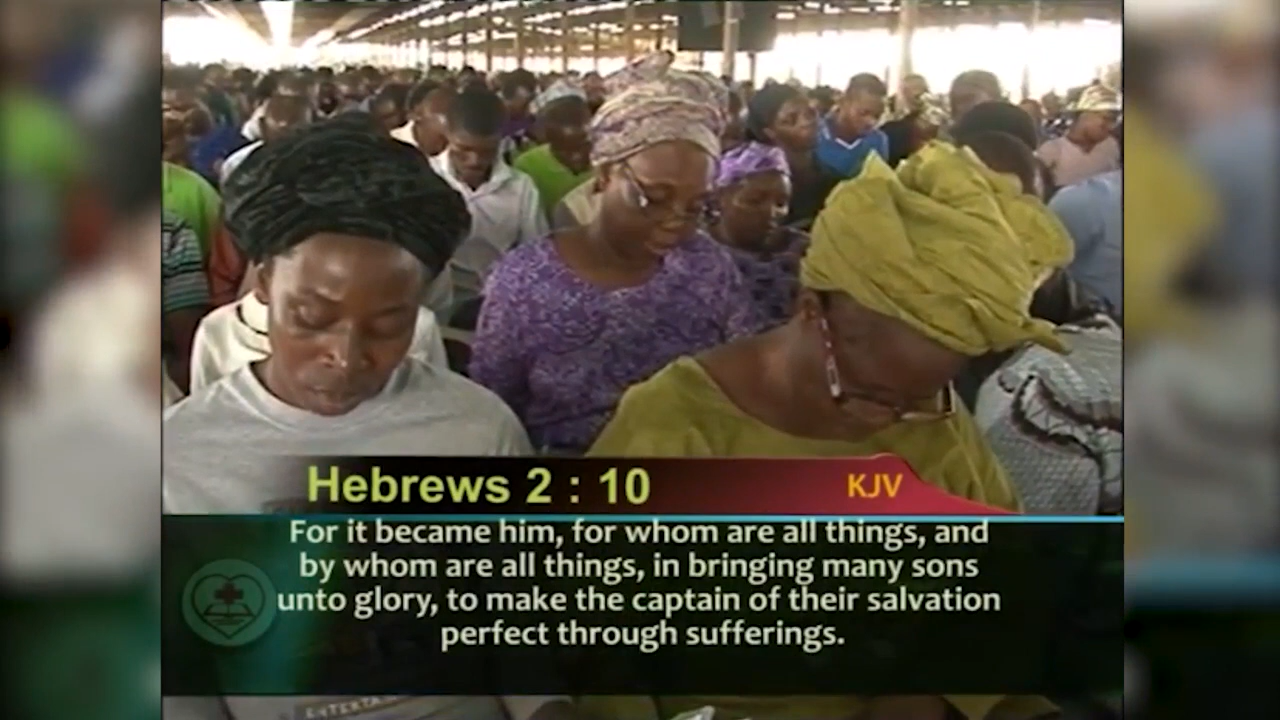 Hebrews 2 : 10
KJV
For it became him, for whom are all things, and
by whom are all things, in bringing many sons
unto glory, to make the captain of their salvation
perfect through sufferings.